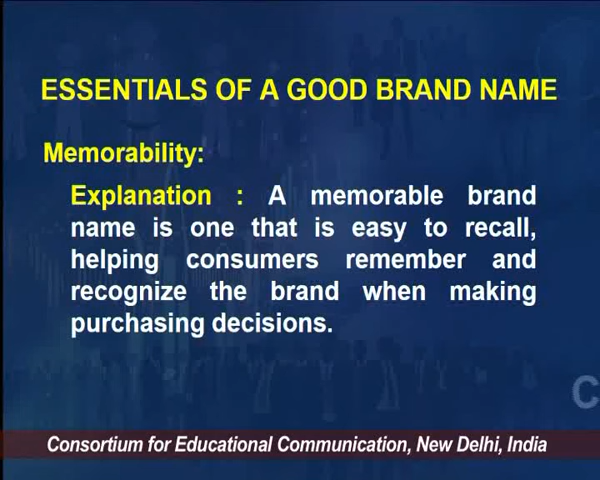 ESSENTIALS OF A GOOD BRAND NAME
Memorability:
Explanation : A memorable brand
name is one that is easy to recall,
helping consumers remember and
recognize the brand when making
purchasing decisions.
C
Consortium for Educational Communication, New Delhi, India